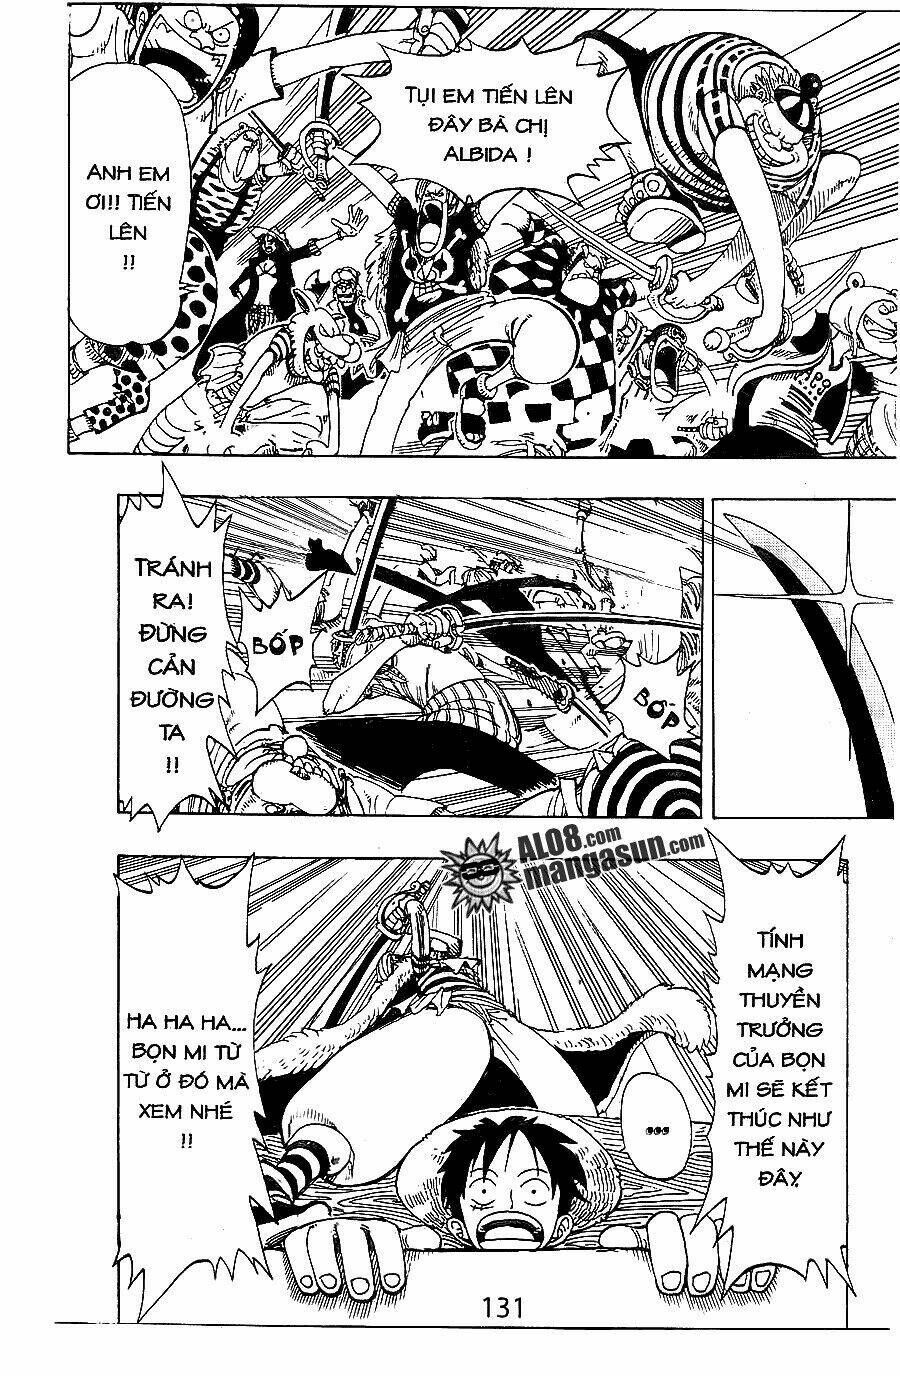 TỤI EM TIẾN LÊN
ĐÂY BÀ CHỊ
ALBIDA !
ANH EM
ƠI!!! TIẾN
LÊN
!!
TRÁNH
RA!
ĐỪNG
CẢN
ĐƯỜNG
TA
!!
BỐP
BỐP
AL08.com
mangasun.com
TÍNH
MẠNG
THUYỀN
TRƯỞNG
CỦA BỌN
MI SẼ KẾT
THÚC NHƯ
THẾ NÀY
ĐÂY.
...
HA HA HA...
BỌN MI TỪ
TỪ Ở ĐÓ MÀ
XEM NHÉ
!!
131